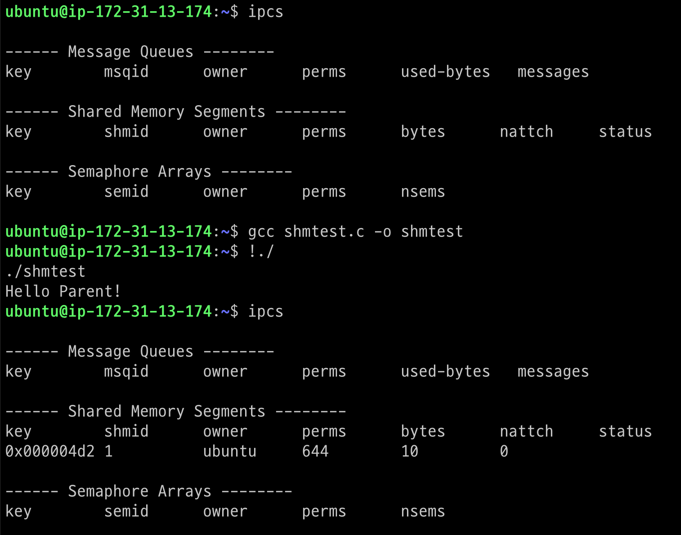 ubuntu@ip-172-31-13-174:~$ ipcs
------ Message Queues --------
key        msqid      owner      perms      used-bytes   messages
------ Shared Memory Segments --------
key        shmid      owner      perms      bytes      nattch     status
------ Semaphore Arrays --------
key        semid      owner      perms      nsems
ubuntu@ip-172-31-13-174:~$ gcc shmtest.c -o shmtest
ubuntu@ip-172-31-13-174:~$ !./
./shmtest
Hello Parent!
ubuntu@ip-172-31-13-174:~$ ipcs
------ Message Queues --------
key        msqid      owner      perms      used-bytes   messages
------ Shared Memory Segments --------
key        shmid      owner      perms      bytes      nattch     status
0x000004d2 1          ubuntu     644        10         0
------ Semaphore Arrays --------
key        semid      owner      perms      nsems